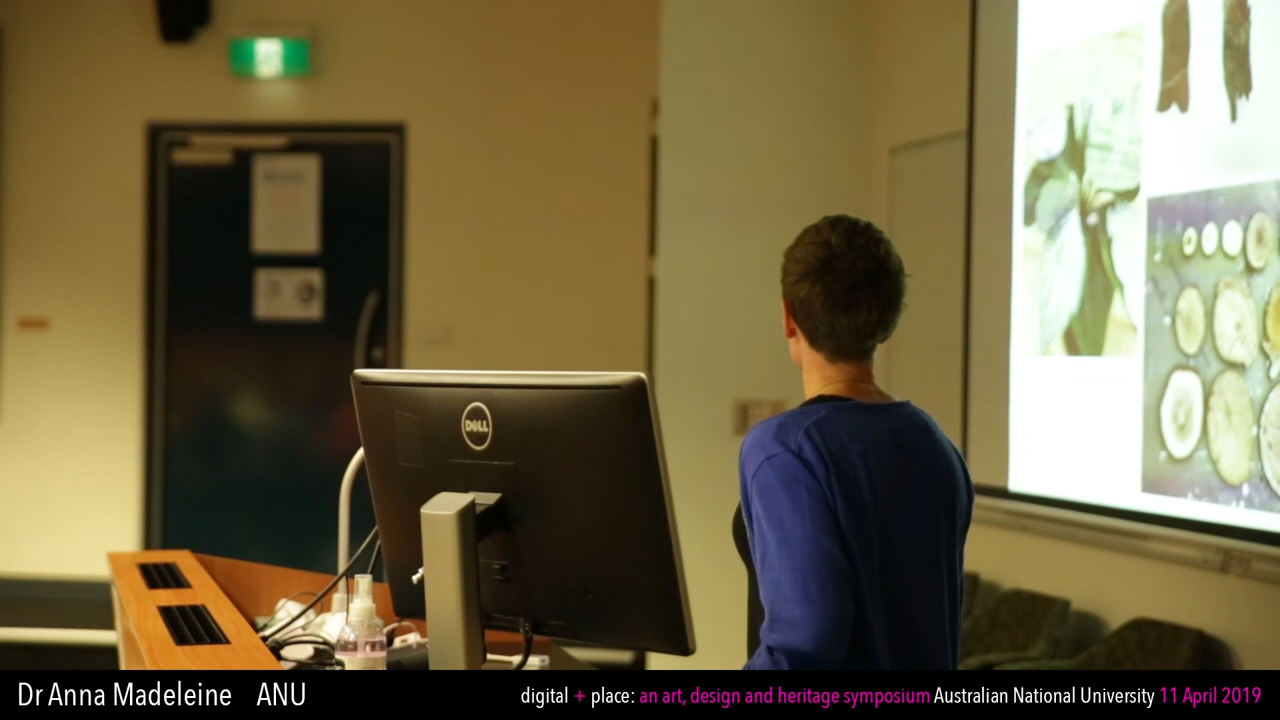 DELL
Dr Anna Madeleine ANU
digital + place: an art, design and heritage symposium Australian National University 11 April 2019